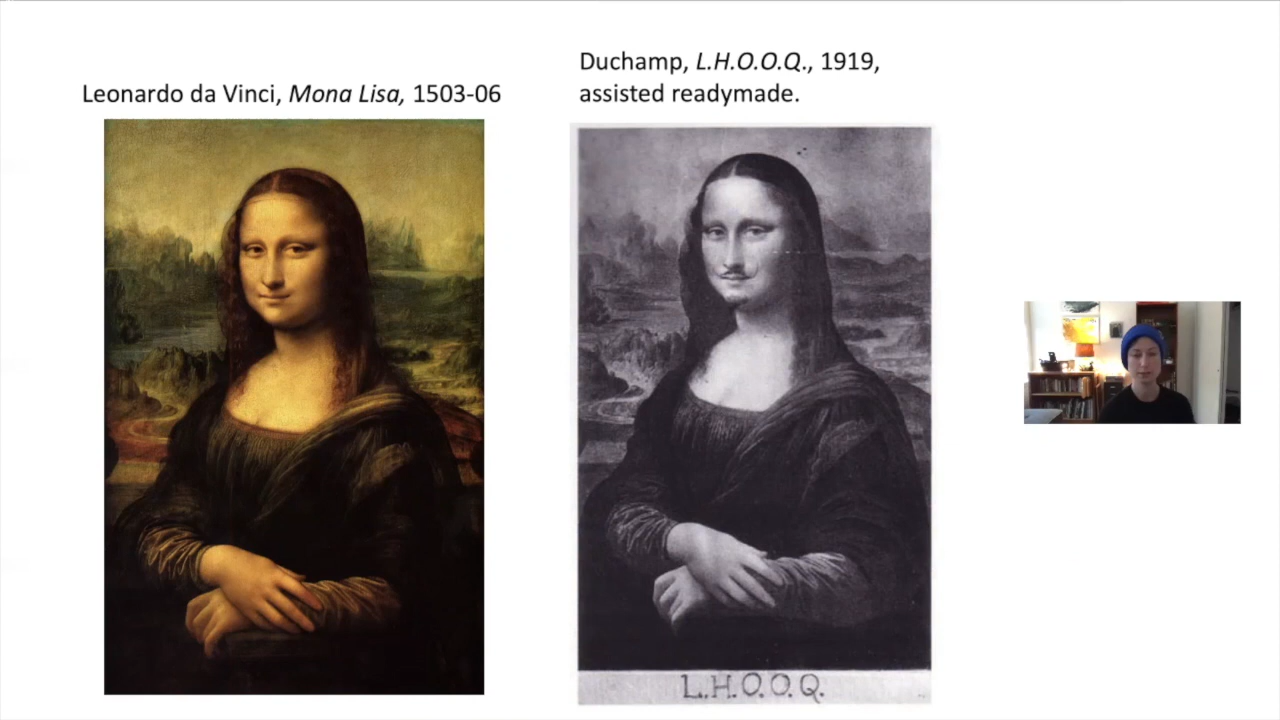 Leonardo da Vinci, Mona Lisa, 1503-06
Duchamp, L.H.O.O.Q., 1919,
assisted readymade.
L.H.O.O.Q.